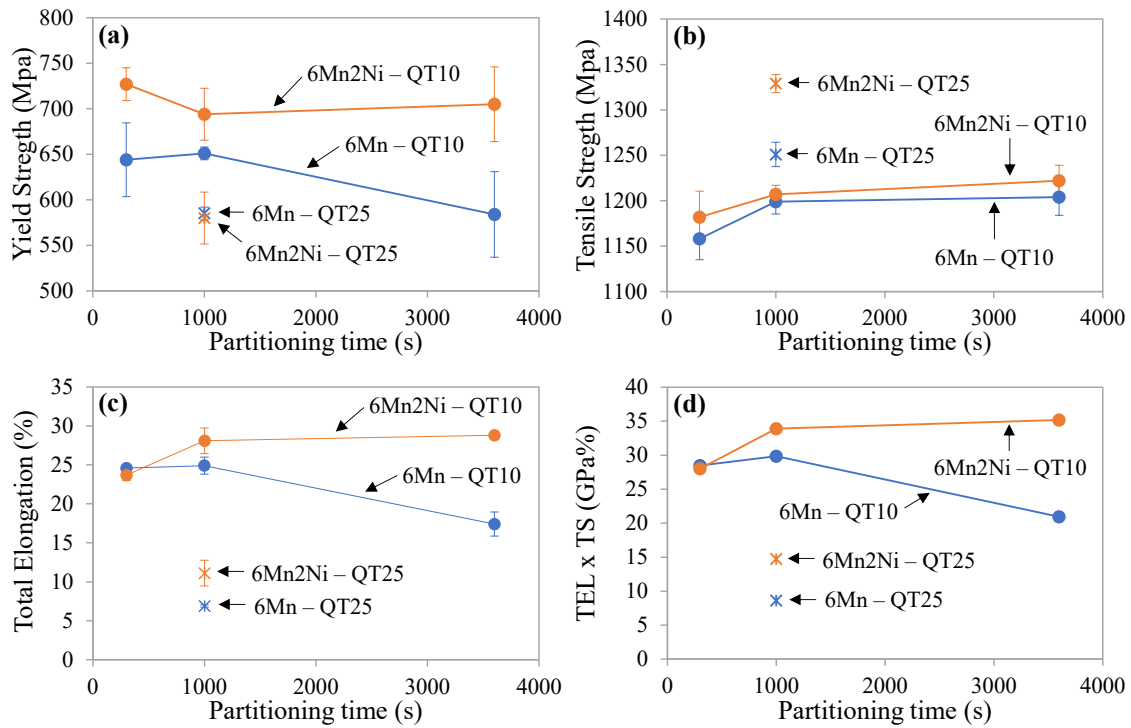 (a)
800
750
700
650
600
550
500
Yield Stregth (Mpa)
6Mn2Ni – QT10
6Mn – QT10
6Mn – QT25
6Mn2Ni – QT25
0
1000
2000
3000
4000
Partitioning time (s)
(b)
1400
1350
1300
1250
1200
1150
1100
Tensile Stregth (Mpa)
6Mn2Ni – QT25
6Mn2Ni – QT10
6Mn – QT25
6Mn – QT10
0
1000
2000
3000
4000
Partitioning time (s)
(c)
35
30
25
20
15
10
5
0
Total Elongation (%)
6Mn2Ni – QT10
6Mn – QT10
6Mn2Ni – QT25
6Mn – QT25
0
1000
2000
3000
4000
Partitioning time (s)
(d)
40
35
30
25
20
15
10
5
0
TEL x TS (GPa%)
6Mn2Ni – QT10
6Mn – QT10
6Mn2Ni – QT25
6Mn – QT25
0
1000
2000
3000
4000
Partitioning time (s)